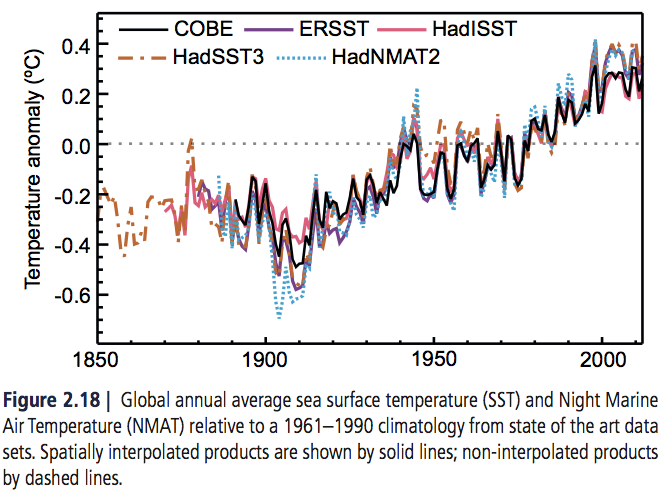 COBE ERSST HadISST
HadSST3 HadNMAT2
Temperature anomaly (ºC)
0.4
0.2
0.0
-0.2
-0.4
-0.6
1850 1900 1950 2000
Figure 2.18 | Global annual average sea surface temperature (SST) and Night Marine
Air Temperature (NMAT) relative to a 1961–1990 climatology from state of the art data
sets. Spatially interpolated products are shown by solid lines; non-interpolated products
by dashed lines.